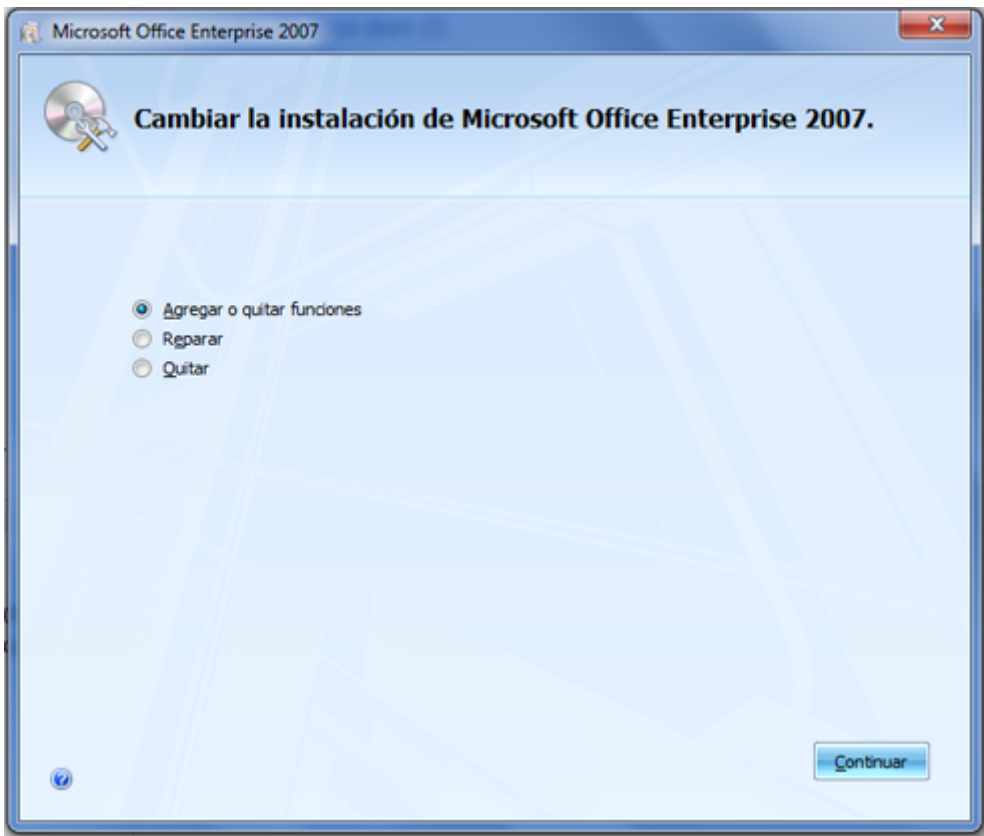 Microsoft Office Enterprise 2007
Cambiar la instalación de Microsoft Office Enterprise 2007.
Agregar o quitar funciones
Reparar
Quitar
Continuar